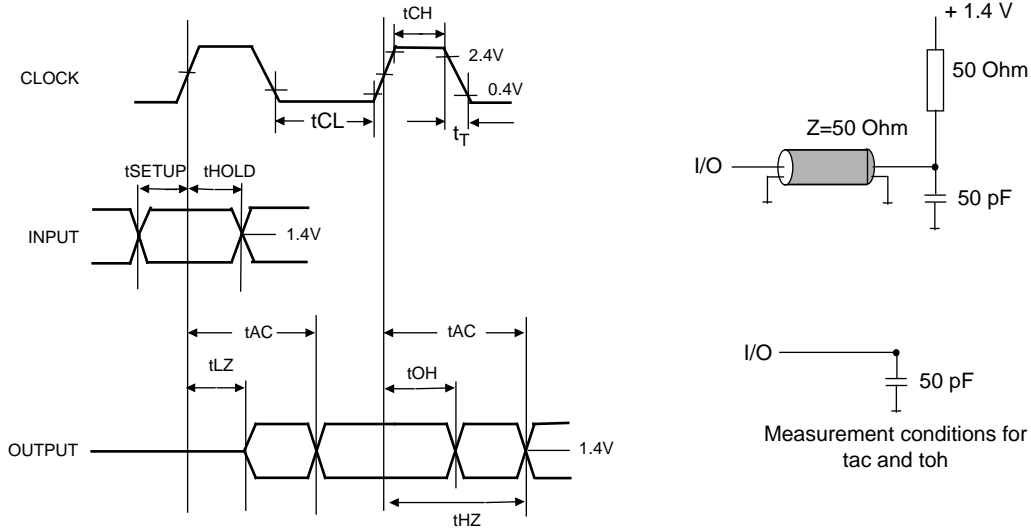 tCH
CLOCK
2.4V
0.4V
tCL
tT
tSETUP
tHOLD
INPUT
1.4V
tAC
tAC
tLZ
tOH
OUTPUT
1.4V
tHZ
+ 1.4 V
50 Ohm
Z=50 Ohm
I/O
50 pF
I/O
50 pF
Measurement conditions for
tac and toh